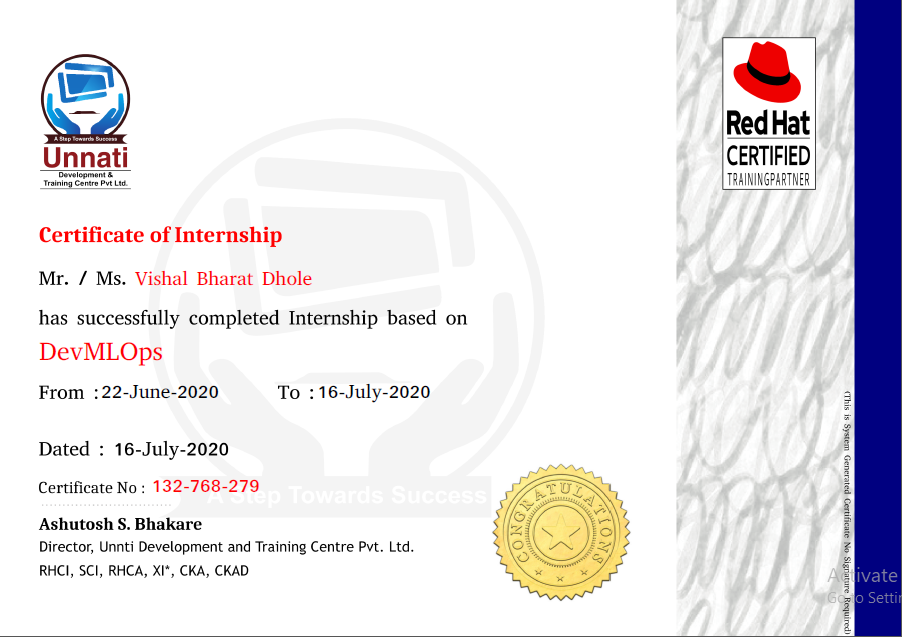 A Step Towards Success
Unnati
Development &
Training Centre Pvt Ltd.
Red Hat
CERTIFIED
TRAININGPARTNER
Certificate of Internship
Mr. / Ms. Vishal Bharat Dhole
has successfully completed Internship based on
DevMLOps
From :22-June-2020 To :16-July-2020
Dated : 16-July-2020
Certificate No : 132-768-279
A Step Towards Success
Ashutosh S. Bhakare
Director, Unnti Development and Training Centre Pvt. Ltd.
RHCI, SCI, RHCA, XI*, CKA, CKAD
CONGRATULATIONS
(This is System Generated Certificate No Signature Required)
Activate
Go to Settin